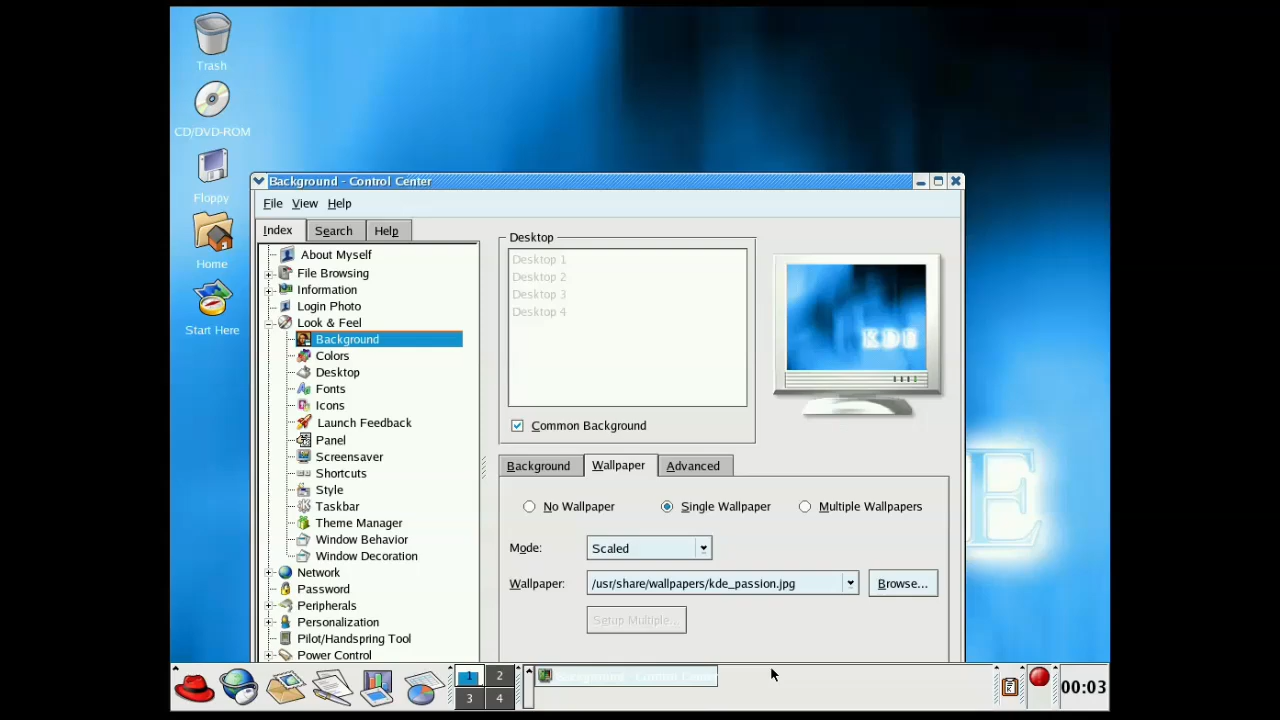 Trash
CD/DVD-ROM
Floppy
Home
Start Here
Background - Control Center
File View Help
Index Search Help
About Myself
File Browsing
Information
Login Photo
Look & Feel
Background
Colors
Desktop
Fonts
Icons
Launch Feedback
Panel
Screensaver
Shortcuts
Style
Taskbar
Theme Manager
Window Behavior
Window Decoration
Network
Password
Peripherals
Personalization
Pilot/Handspring Tool
Power Control
Desktop
Desktop 1
Desktop 2
Desktop 3
Desktop 4
Common Background
KDE
Background Wallpaper Advanced
No Wallpaper Single Wallpaper Multiple Wallpapers
Mode: Scaled
Wallpaper: /usr/share/wallpapers/kde_passion.jpg Browse...
Setup Multiple...
E
1 2
3 4
Background - Control Center
00:03